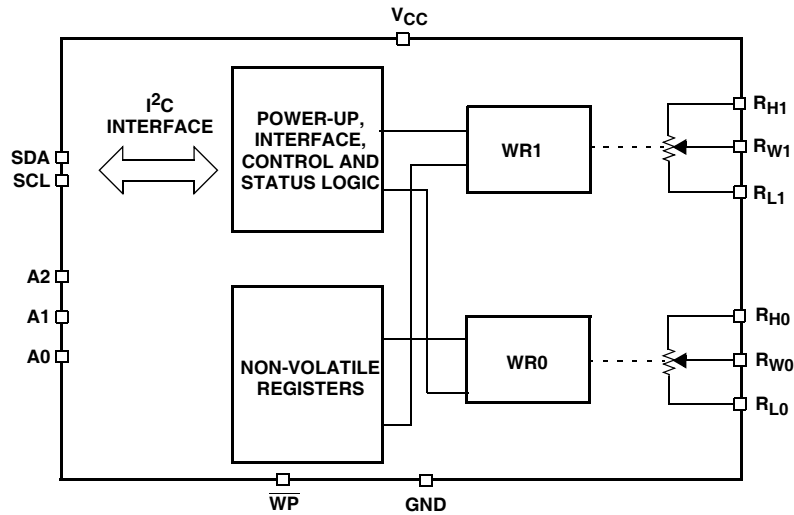 VCC
I2C
INTERFACE
POWER-UP,
INTERFACE,
CONTROL AND
STATUS LOGIC
WR1
RH1
RW1
RL1
SDA
SCL
A2
A1
A0
NON-VOLATILE
REGISTERS
WR0
RH0
RW0
RL0
WP
GND